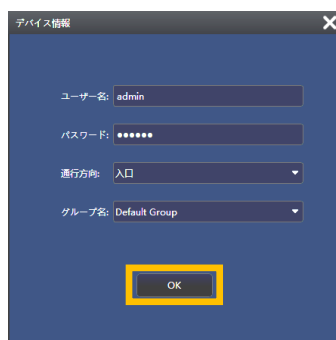 デバイス情報
ユーザー名: admin
パスワード: ●●●●●●
通行方向: 入口
グループ名: Default Group
OK